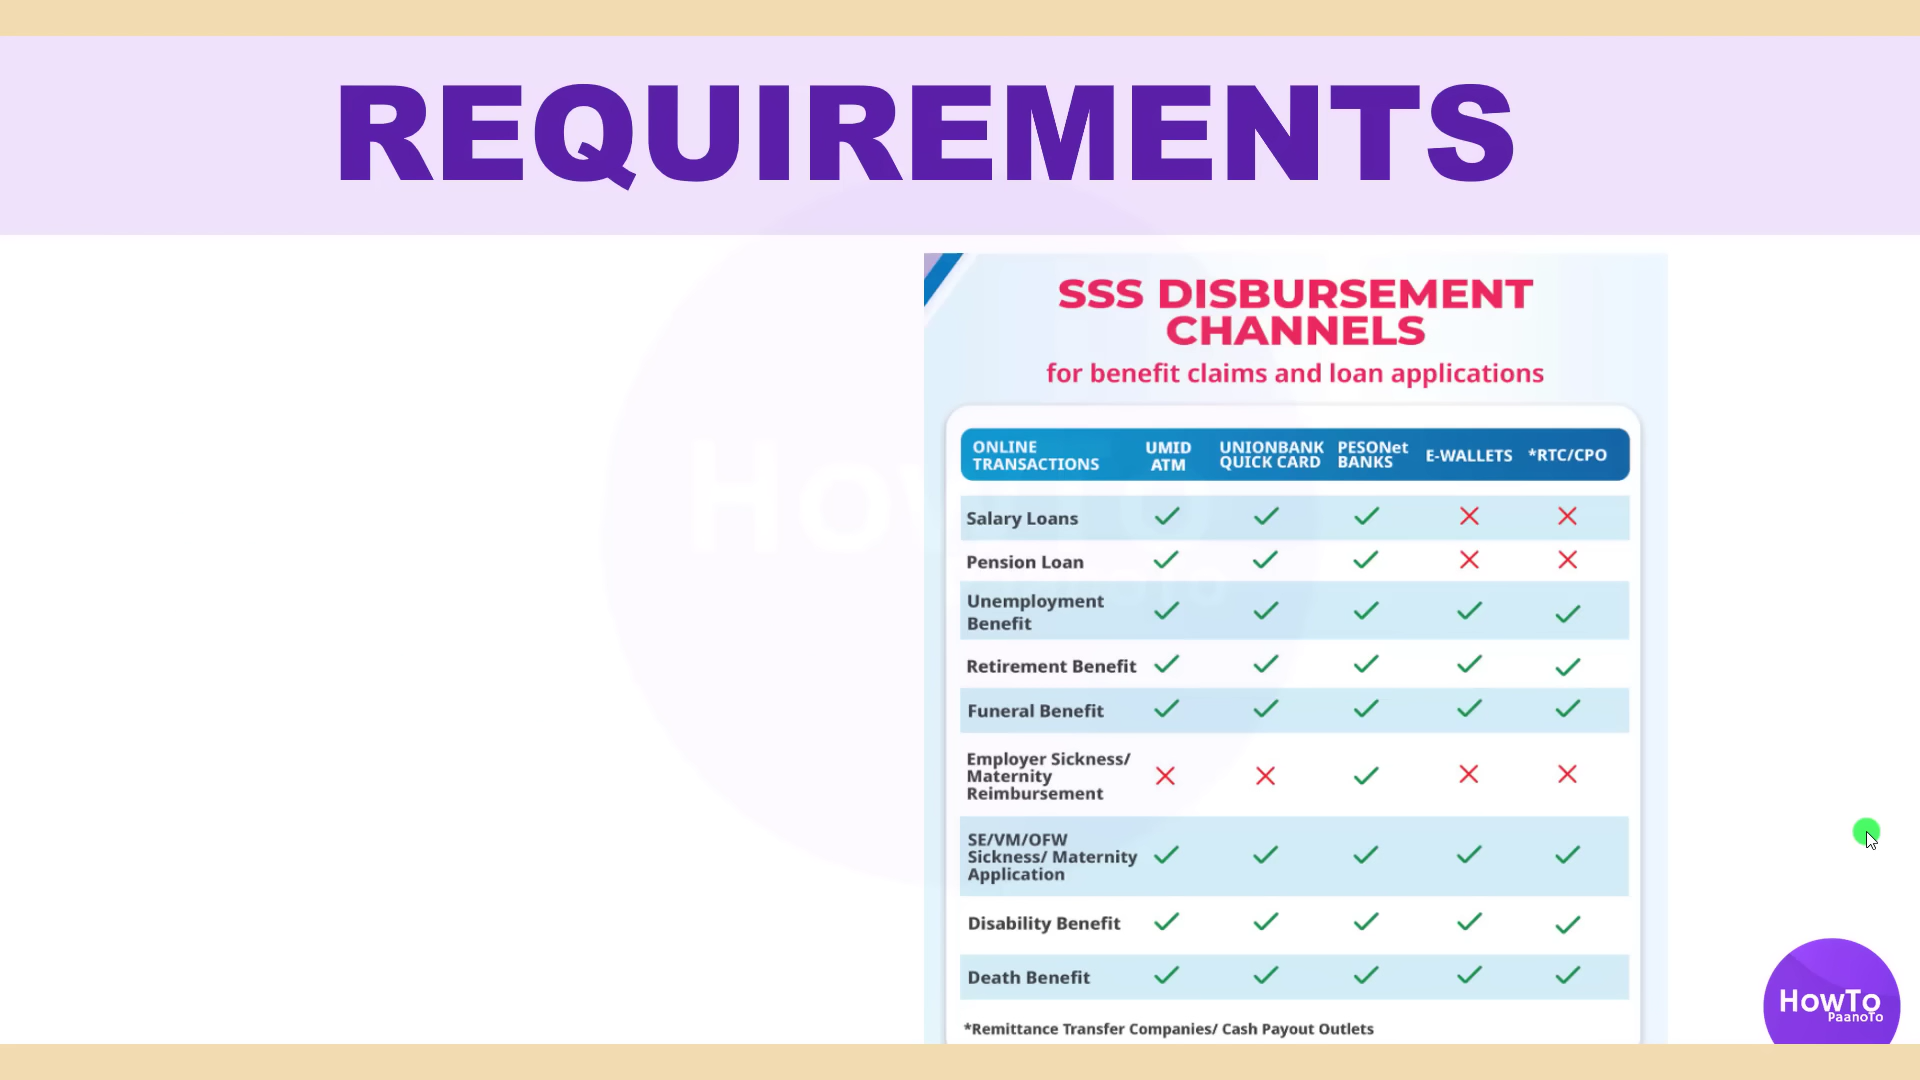 REQUIREMENTS
SSS DISBURSEMENT
CHANNELS
for benefit claims and loan applications
ONLINE TRANSACTIONS UMID ATM UNIONBANK QUICK CARD PESONet BANKS E-WALLETS *RTC/CPO
Salary Loans
Pension Loan
Unemployment
Benefit
Retirement Benefit
Funeral Benefit
Employer Sickness/
Maternity
Reimbursement
SE/VM/OFW
Sickness/ Maternity
Application
Disability Benefit
Death Benefit
*Remittance Transfer Companies/ Cash Payout Outlets
HowTo
PaanoTo